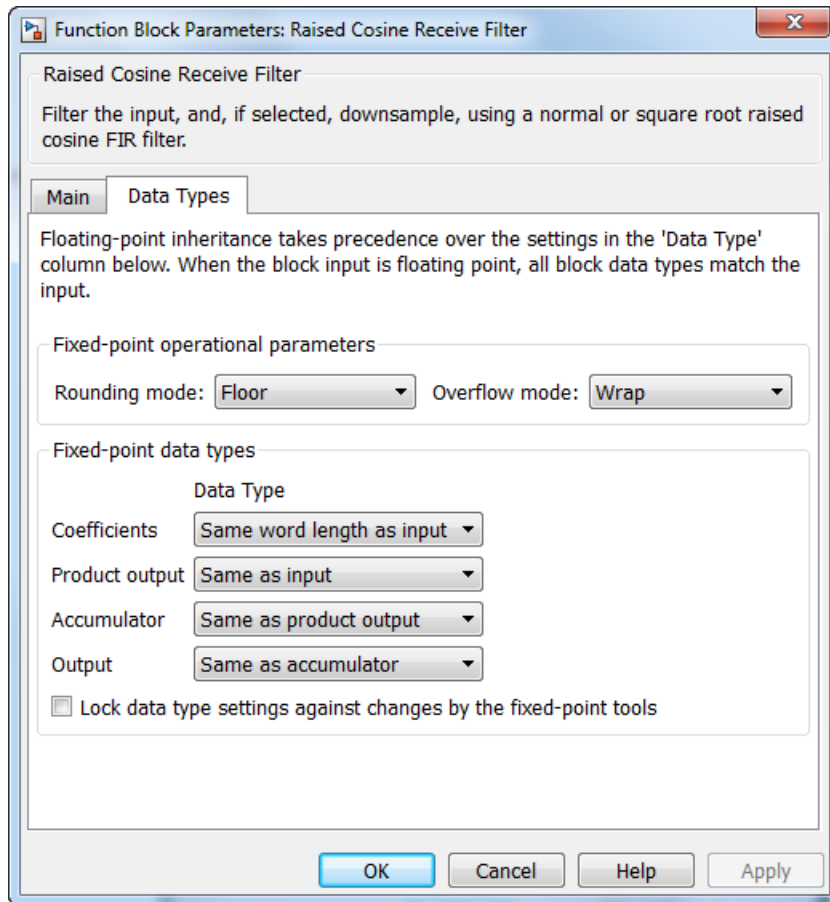 Function Block Parameters: Raised Cosine Receive Filter
Raised Cosine Receive Filter
Filter the input, and, if selected, downsample, using a normal or square root raised
cosine FIR filter.
Main Data Types
Floating-point inheritance takes precedence over the settings in the 'Data Type'
column below. When the block input is floating point, all block data types match the
input.
Fixed-point operational parameters
Rounding mode: Floor Overflow mode: Wrap
Fixed-point data types
Data Type
Coefficients Same word length as input
Product output Same as input
Accumulator Same as product output
Output Same as accumulator
Lock data type settings against changes by the fixed-point tools
OK Cancel Help Apply